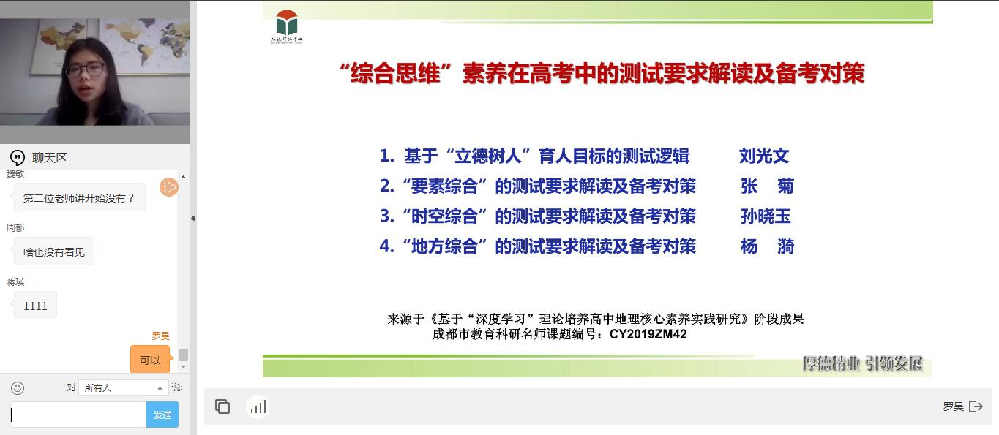 “综合思维”素养在高考中的测试要求解读及备考对策
1. 基于“立德树人”育人目标的测试逻辑 刘光文
2.“要素综合”的测试要求解读及备考对策 张 菊
3.“时空综合”的测试要求解读及备考对策 孙晓玉
4.“地方综合”的测试要求解读及备考对策 杨 漪
来源于《基于“深度学习”理论培养高中地理核心素养实践研究》阶段成果
成都市教育科研名师课题编号：CY2019ZM42
厚德精业 引领发展
聊天区
魏敏
第二位老师讲开始没有？
周郁
啥也没有看见
蒋瑛
1111
罗昊
可以
对 所有人 说:
发送
罗昊